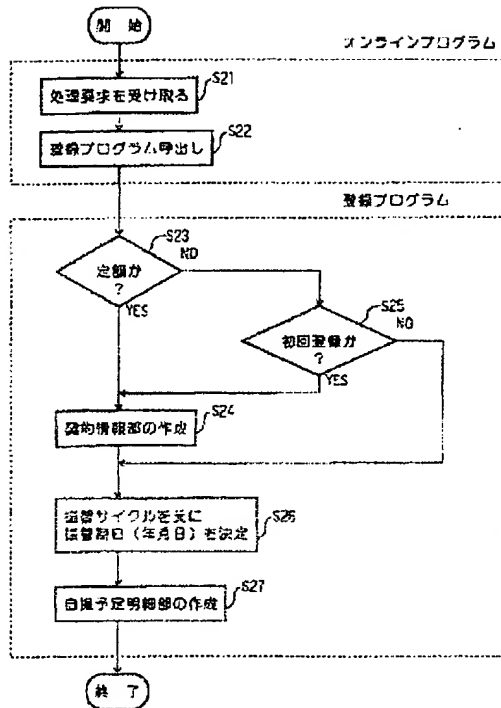 開 始
オンラインプログラム
S21
処理要求を受け取る
S22
登録プログラム呼出し
登録プログラム
S23
NO
定額か
?
YES
S25
NO
初回登録か
?
YES
S24
契約情報部の作成
S26
振替サイクルを元に
振替期日(年月日)を決定
S27
自振予定明細部の作成
終 了